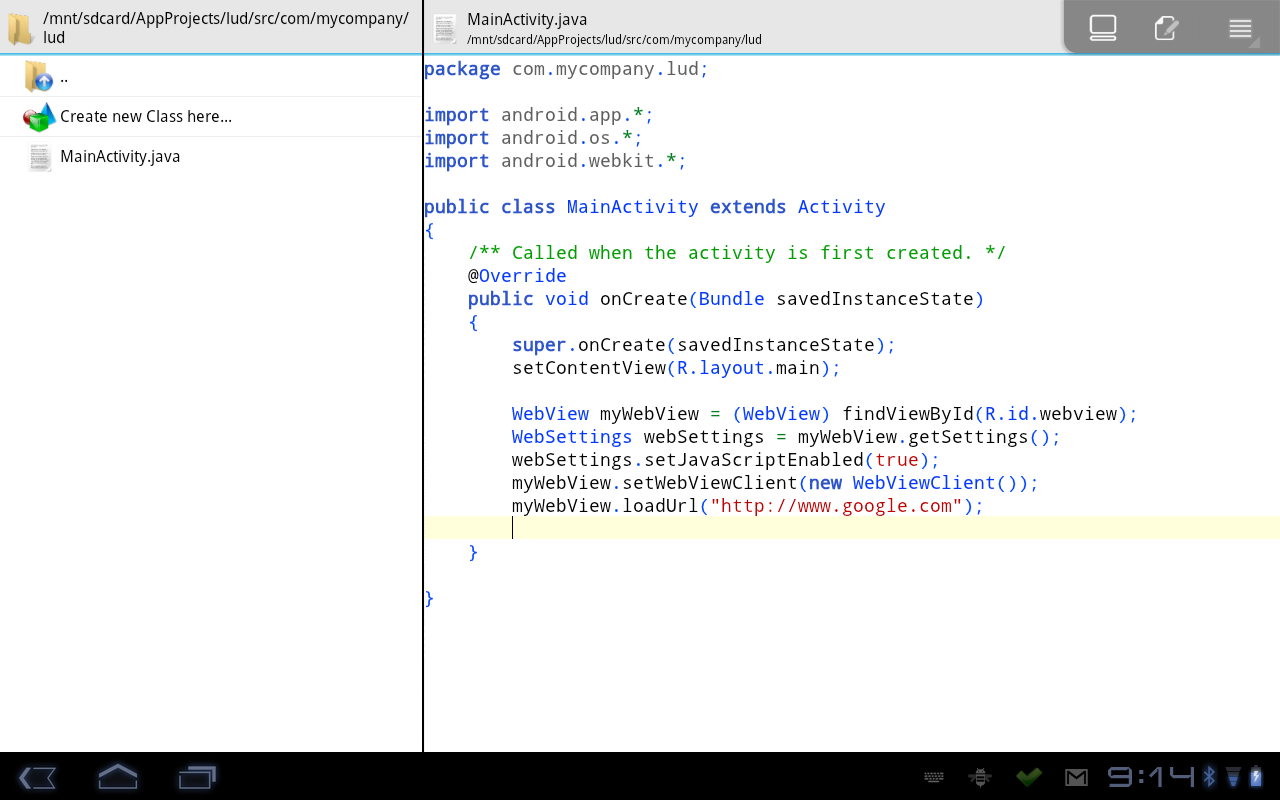 /mnt/sdcard/AppProjects/lud/src/com/mycompany/
lud
..
Create new Class here...
MainActivity.java
MainActivity.java
/mnt/sdcard/AppProjects/lud/src/com/mycompany/lud
package com.mycompany.lud;
import android.app.*;
import android.os.*;
import android.webkit.*;
public class MainActivity extends Activity
{
    /** Called when the activity is first created. */
    @Override
    public void onCreate(Bundle savedInstanceState)
    {
        super.onCreate(savedInstanceState);
        setContentView(R.layout.main);
        WebView myWebView = (WebView) findViewById(R.id.webview);
        WebSettings webSettings = myWebView.getSettings();
        webSettings.setJavaScriptEnabled(true);
        myWebView.setWebViewClient(new WebViewClient());
        myWebView.loadUrl("http://www.google.com");
    }
}
9:14